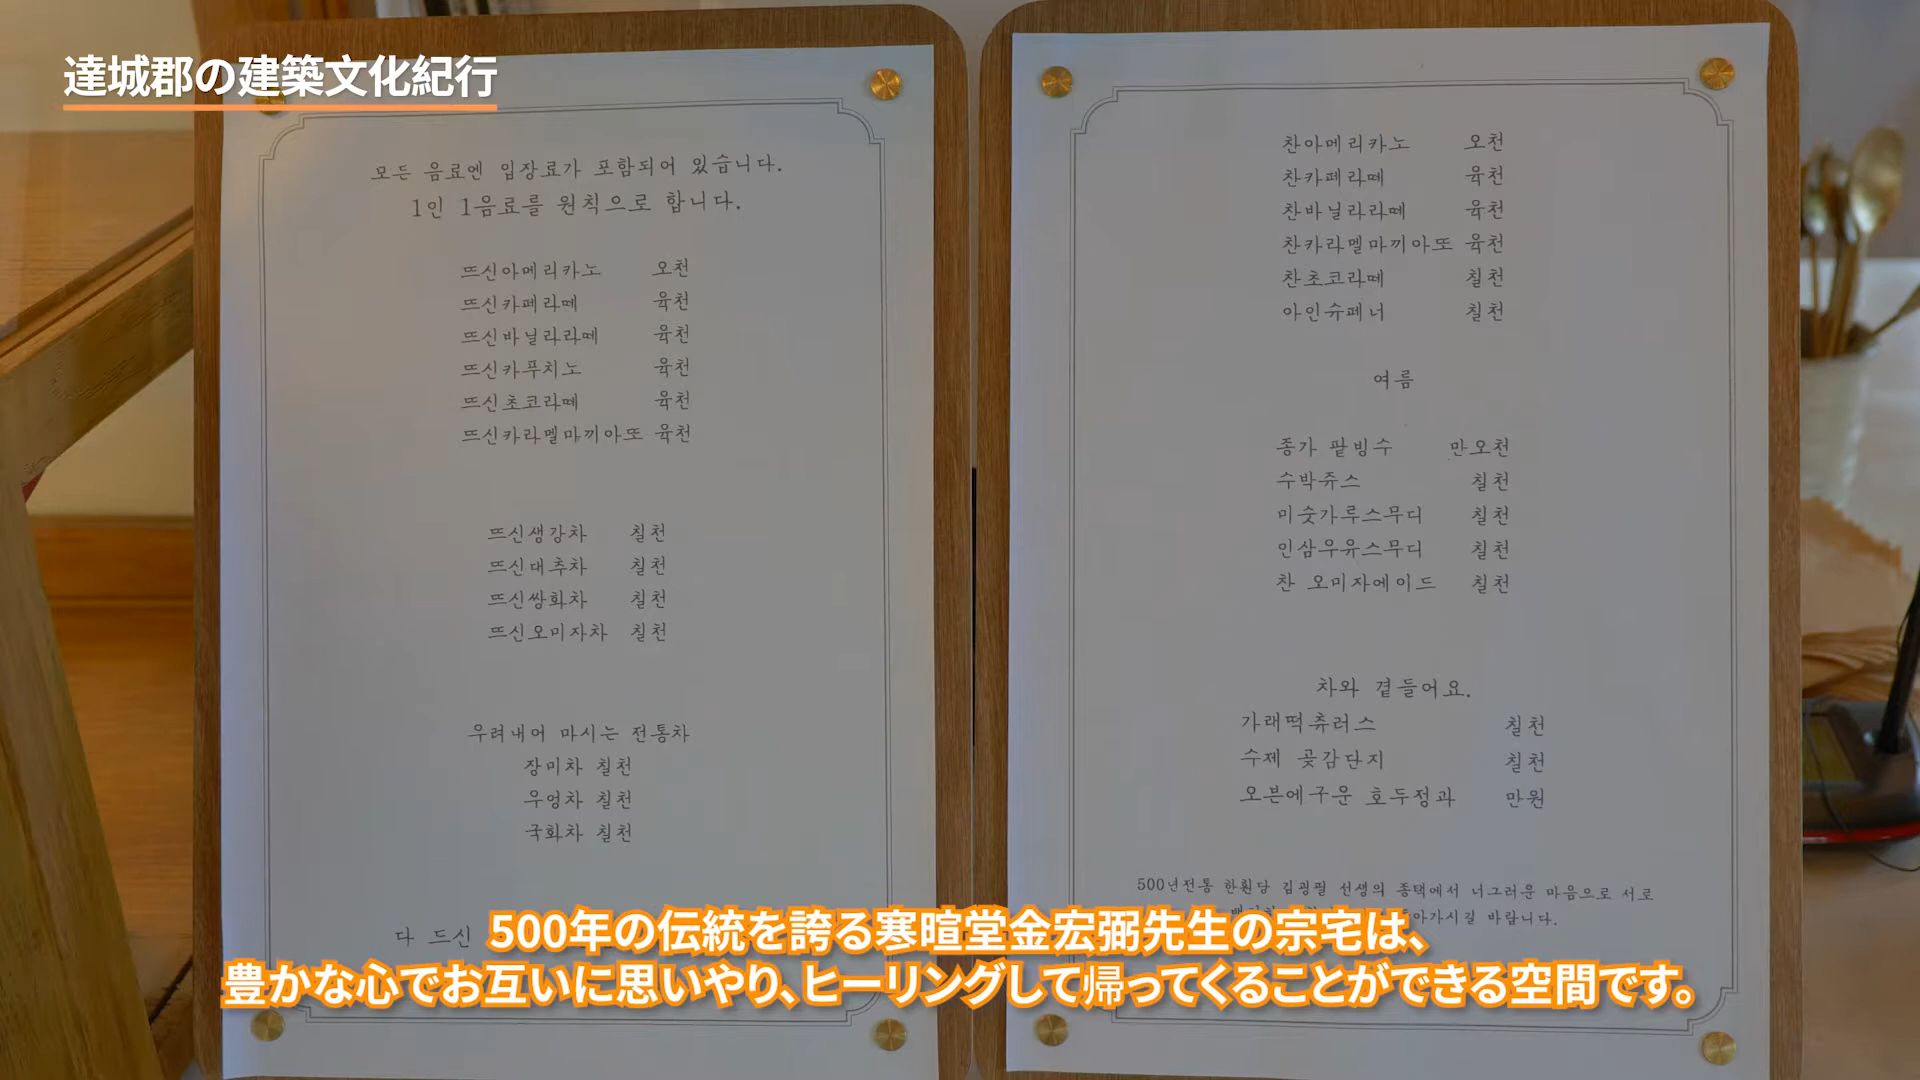 達城郡の建築文化紀行
모든 음료엔 입장료가 포함되어 있습니다.
1인 1음료를 원칙으로 합니다.
뜨신아메리카노 오천
뜨신카페라떼 육천
뜨신바닐라라떼 육천
뜨신카푸치노 육천
뜨신초코라떼 육천
뜨신카라멜마끼아또 육천
뜨신생강차 칠천
뜨신대추차 칠천
뜨신쌍화차 칠천
뜨신오미자차 칠천
우려내어 마시는 전통차
장미차 칠천
우엉차 칠천
국화차 칠천
다 드신
찬아메리카노 오천
찬카페라떼 육천
찬바닐라라떼 육천
찬카라멜마끼아또 육천
찬초코라떼 칠천
아인슈페너 칠천
여름
종가 팥빙수 만오천
수박쥬스 칠천
미숫가루스무디 칠천
인삼우유스무디 칠천
찬 오미자에이드 칠천
차와 곁들어요.
가래떡츄러스 칠천
수제 곶감단지 칠천
오븐에구운 호두정과 만원
500년전통 한훤당 김굉필 선생의 종택에서 너그러운 마음으로 서로
바랍니다.
500年の伝統を誇る寒暄堂金宏弼先生の宗宅は、
豊かな心でお互いに思いやり、ヒーリングして帰ってくることができる空間です。